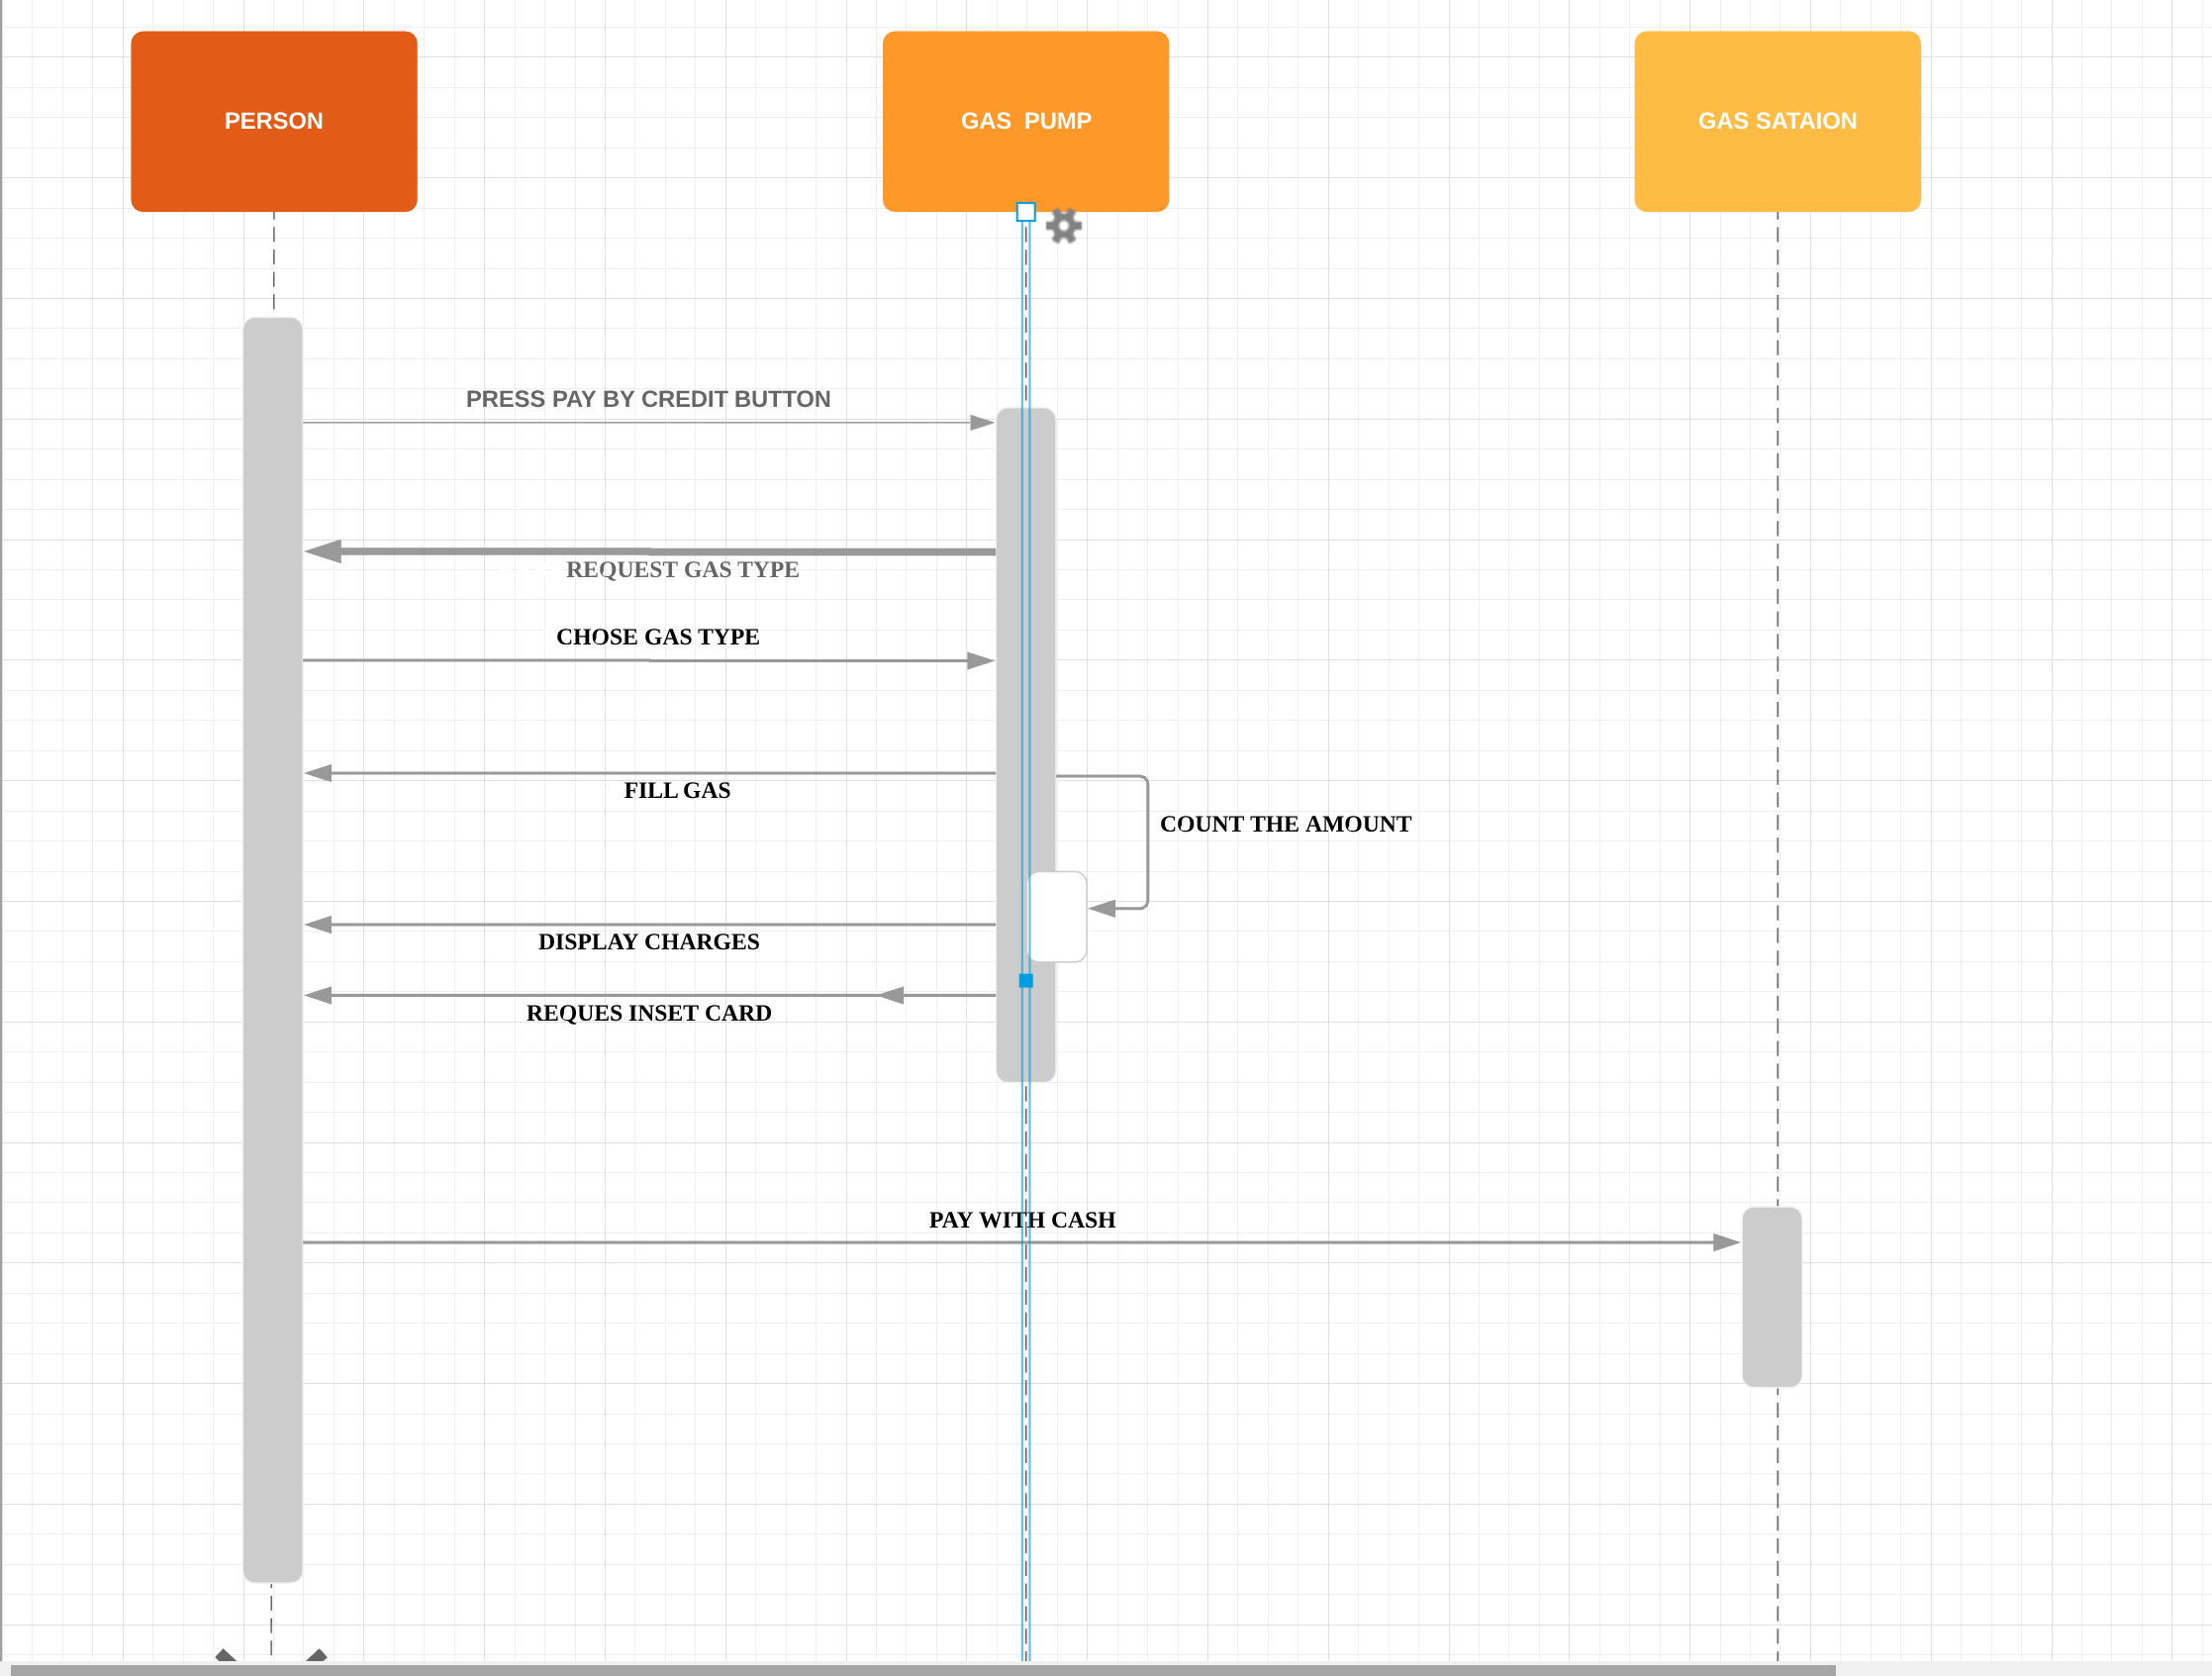 PERSON
GAS  PUMP
GAS SATAION
PRESS PAY BY CREDIT BUTTON
REQUEST GAS TYPE
CHOSE GAS TYPE
FILL GAS
COUNT THE AMOUNT
DISPLAY CHARGES
REQUES INSET CARD
PAY WITH CASH